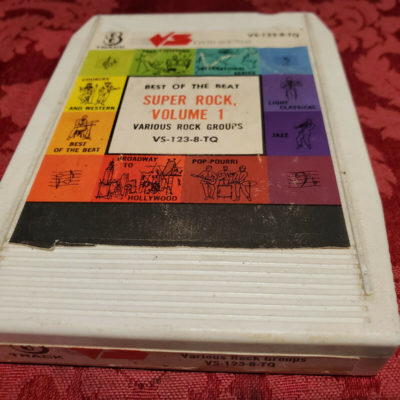 8
TRACK
VS
VS-123-8-TQ
INTERNATIONAL
COUNTRY
AND WESTERN
BEST OF THE BEAT
SUPER ROCK,
VOLUME 1
VARIOUS ROCK GROUPS
VS-123-8-TQ
LIGHT
CLASSICAL
JAZZ
BEST
OF THE BEAT
BROADWAY
TO
HOLLYWOOD
POP-POURRI
8
TRACK
Various Rock Groups
VS-123-8-TQ